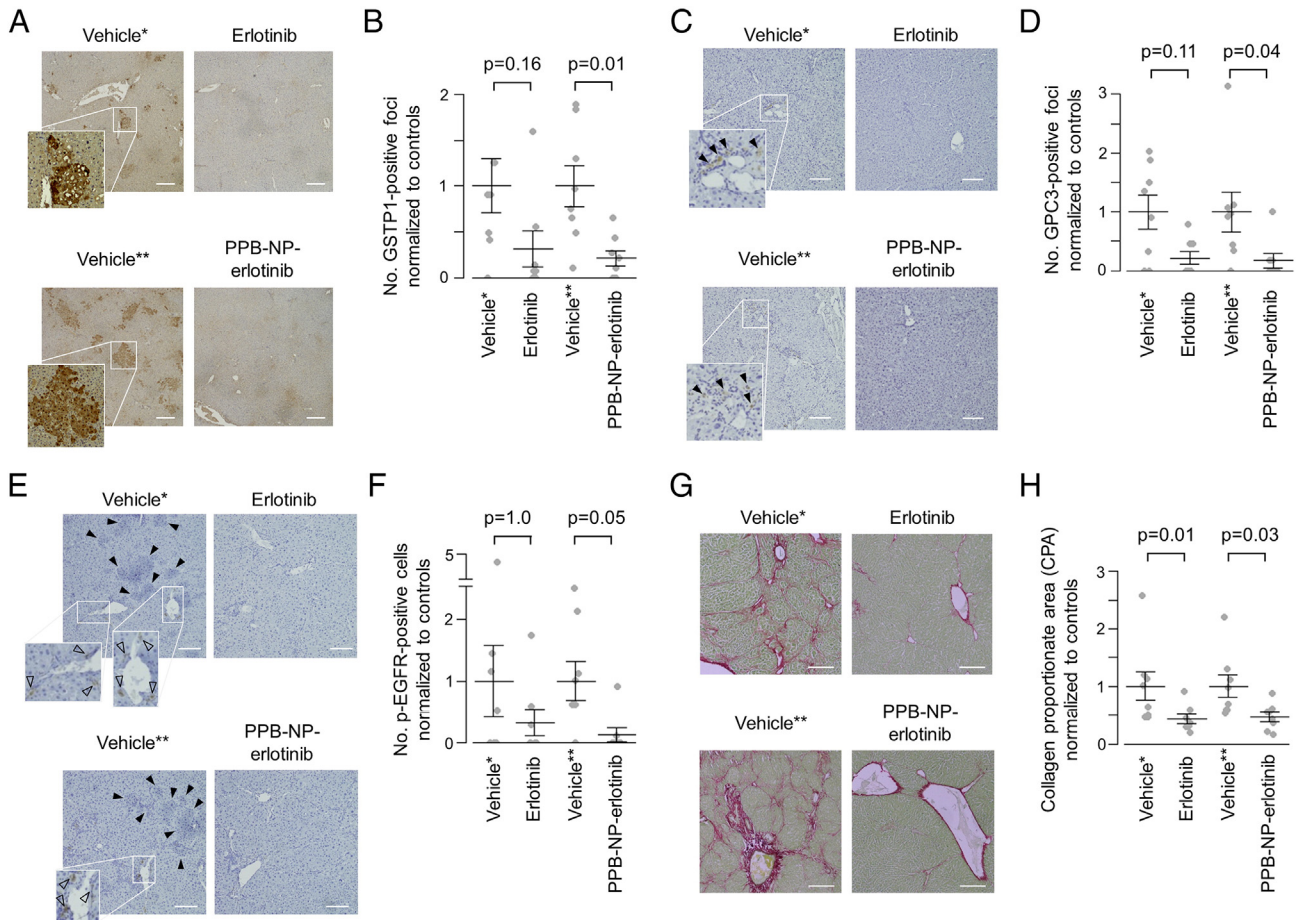 A
Vehicle*
Erlotinib
Vehicle**
PPB-NP-
erlotinib
B
p=0.16
p=0.01
No. GSTP1-positive foci
normalized to controls
2
1
0
Vehicle*
Erlotinib
Vehicle**
PPB-NP-erlotinib
C
Vehicle*
Erlotinib
Vehicle**
PPB-NP-
erlotinib
D
p=0.11
p=0.04
No. GPC3-positive foci
normalized to controls
3
2
1
0
Vehicle*
Erlotinib
Vehicle**
PPB-NP-erlotinib
E
Vehicle*
Erlotinib
Vehicle**
PPB-NP-
erlotinib
F
p=1.0
p=0.05
No. p-EGFR-positive cells
normalized to controls
5
2
1
0
Vehicle*
Erlotinib
Vehicle**
PPB-NP-erlotinib
G
Vehicle*
Erlotinib
Vehicle**
PPB-NP-
erlotinib
H
p=0.01
p=0.03
Collagen proportionate area (CPA)
normalized to controls
3
2
1
0
Vehicle*
Erlotinib
Vehicle**
PPB-NP-erlotinib